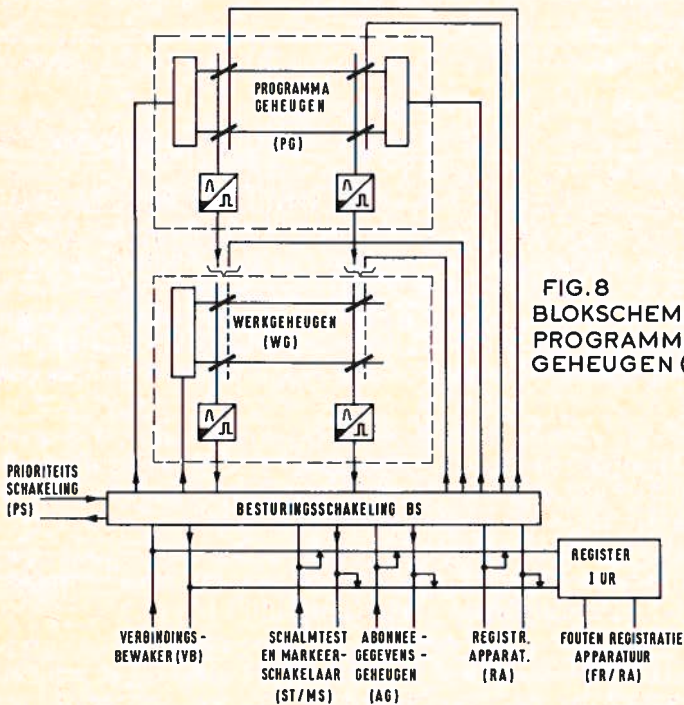 PROGRAMMA
GEHEUGEN
(PG)
WERKGEHEUGEN
(WG)
FIG.8
BLOKSCHEM
PROGRAMM
GEHEUGEN (
PRIORITEITS
SCHAKELING
(PS)
BESTURINGSSCHAKELING BS
REGISTER
I UR
VERBINDINGS-
BEWAKER (VB)
SCHALMTEST
EN MARKEER-
SCHAKELAAR
(ST/MS)
ABONNEE-
GEGEVENS-
GEHEUGEN
(AG)
REGISTR.
APPARAT.
(RA)
FOUTEN REGISTRATIE
APPARATUUR
(FR/RA)